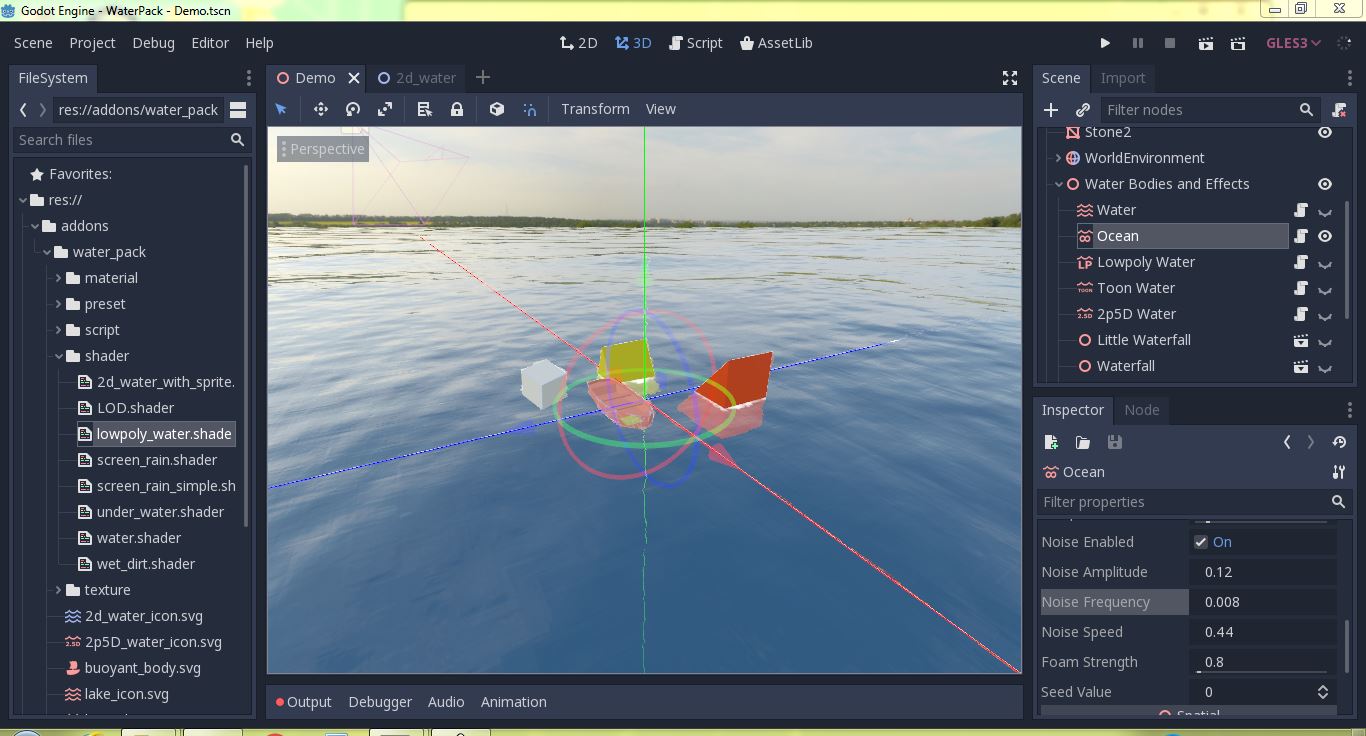 Godot Engine - WaterPack - Demo.tscn
Scene Project Debug Editor Help
2D 3D Script AssetLib
GLES3
FileSystem
res://addons/water_pack
Search files
Favorites:
res://
addons
water_pack
material
preset
script
shader
2d_water_with_sprite.
LOD.shader
lowpoly_water.shade
screen_rain.shader
screen_rain_simple.sh
under_water.shader
water.shader
wet_dirt.shader
texture
2d_water_icon.svg
2p5D_water_icon.svg
buoyant_body.svg
lake_icon.svg
Demo 2d_water
Transform View
Perspective
Output Debugger Audio Animation
Scene Import
Filter nodes
Stone2
WorldEnvironment
Water Bodies and Effects
Water
Ocean
LP Lowpoly Water
TOON Toon Water
2.5D 2p5D Water
Little Waterfall
Waterfall
Inspector Node
Ocean
Filter properties
Noise Enabled On
Noise Amplitude 0.12
Noise Frequency 0.008
Noise Speed 0.44
Foam Strength 0.8
Seed Value 0
Spatial